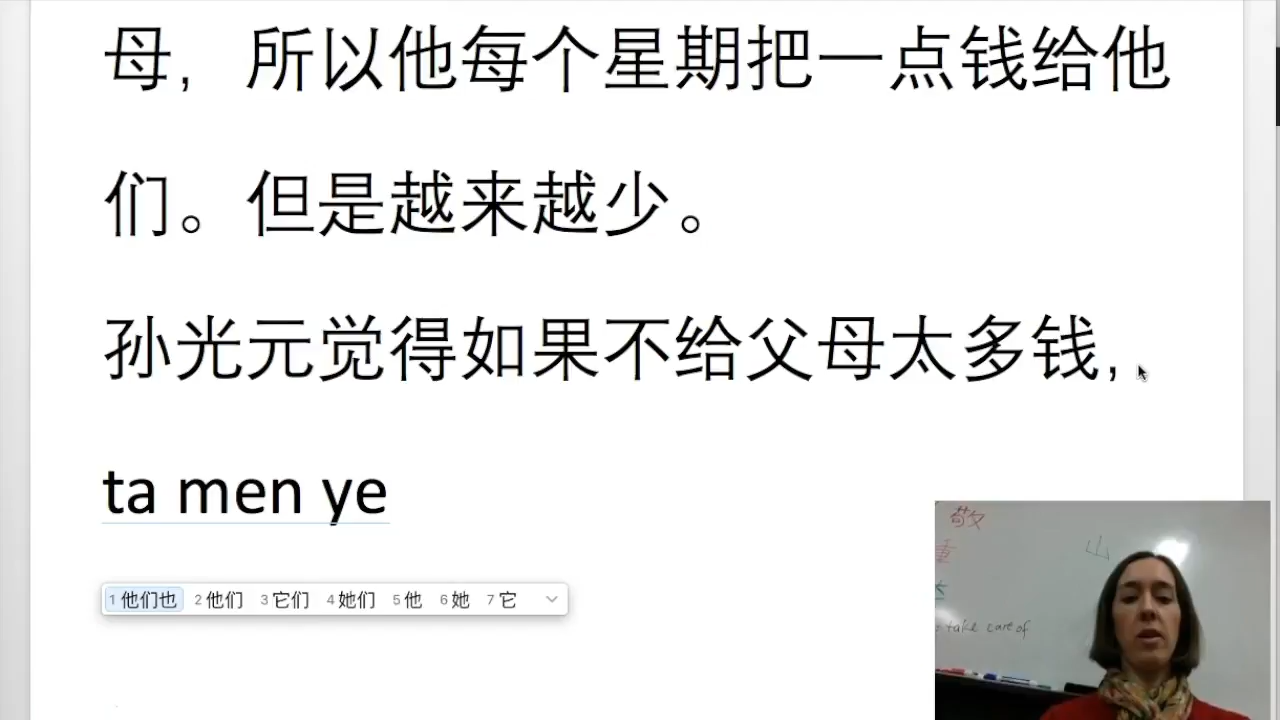 母，所以他每个星期把一点钱给他
们。但是越来越少。
孙光元觉得如果不给父母太多钱，
ta men ye
1 他们也 2 他们 3 它们 4 她们 5 他 6 她 7 它
敬
重
山
take care of